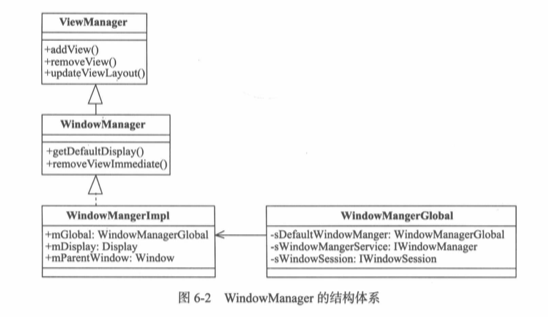 ViewManager
+addView()
+removeView()
+updateViewLayout()
WindowManager
+getDefaultDisplay()
+removeViewImmediate()
WindowMangerImpl
+mGlobal: WindowManagerGlobal
+mDisplay: Display
+mParentWindow: Window
WindowMangerGlobal
-sDefaultWindowManger: WindowManagerGlobal
-sWindowMangerService: IWindowManager
-sWindowSession: IWindowSession
图 6-2 WindowManager 的结构体系